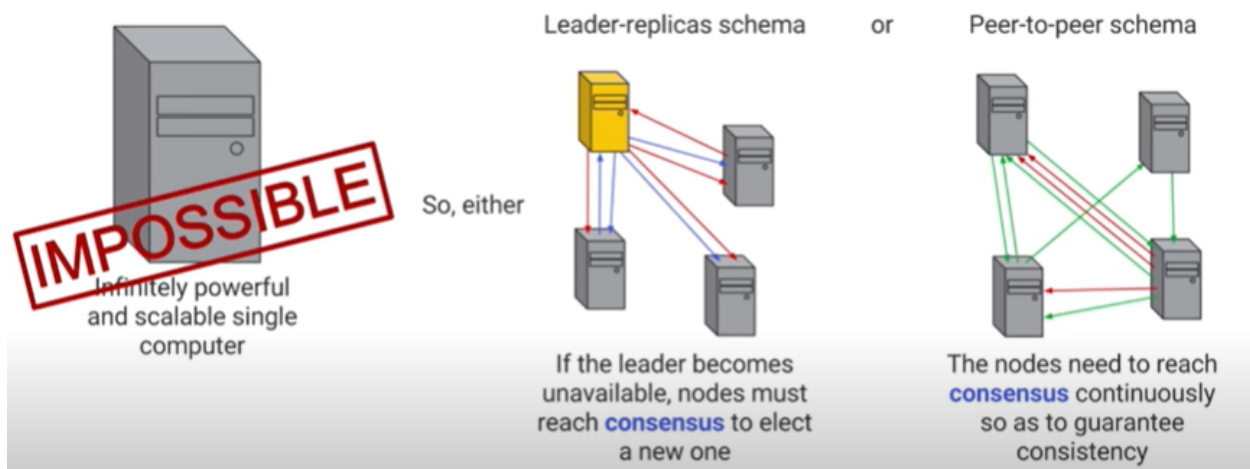 Leader-replicas schema or Peer-to-peer schema
IMPOSSIBLE
So, either
Infinitely powerful
and scalable single
computer
If the leader becomes
unavailable, nodes must
reach consensus to elect
a new one
The nodes need to reach
consensus continuously
so as to guarantee
consistency